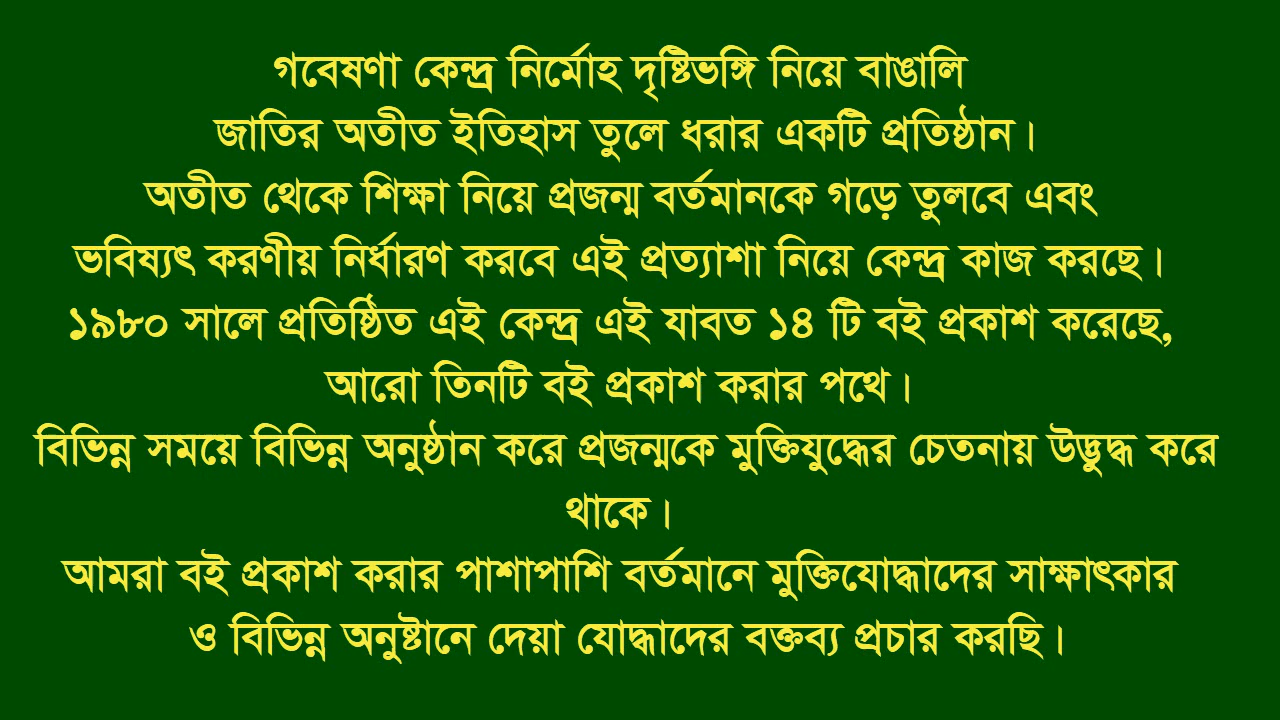 গবেষণা কেন্দ্র নির্মোহ দৃষ্টিভঙ্গি নিয়ে বাঙালি
জাতির অতীত ইতিহাস তুলে ধরার একটি প্রতিষ্ঠান।
অতীত থেকে শিক্ষা নিয়ে প্রজন্ম বর্তমানকে গড়ে তুলবে এবং
ভবিষ্যৎ করণীয় নির্ধারণ করবে এই প্রত্যাশা নিয়ে কেন্দ্র কাজ করছে।
১৯৮০ সালে প্রতিষ্ঠিত এই কেন্দ্র এই যাবত ১৪ টি বই প্রকাশ করেছে,
আরো তিনটি বই প্রকাশ করার পথে।
বিভিন্ন সময়ে বিভিন্ন অনুষ্ঠান করে প্রজন্মকে মুক্তিযুদ্ধের চেতনায় উদ্ভুদ্ধ করে
থাকে।
আমরা বই প্রকাশ করার পাশাপাশি বর্তমানে মুক্তিযোদ্ধাদের সাক্ষাৎকার
ও বিভিন্ন অনুষ্টানে দেয়া যোদ্ধাদের বক্তব্য প্রচার করছি।